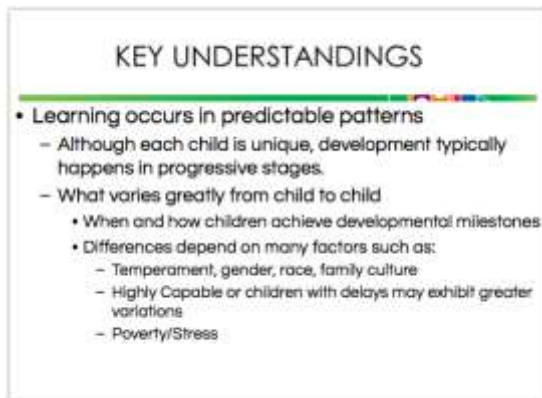 KEY UNDERSTANDINGS
• Learning occurs in predictable patterns
– Although each child is unique, development typically
happens in progressive stages.
– What varies greatly from child to child
• When and how children achieve developmental milestones
• Differences depend on many factors such as:
– Temperament, gender, race, family culture
– Highly Capable or children with delays may exhibit greater
variations
– Poverty/Stress